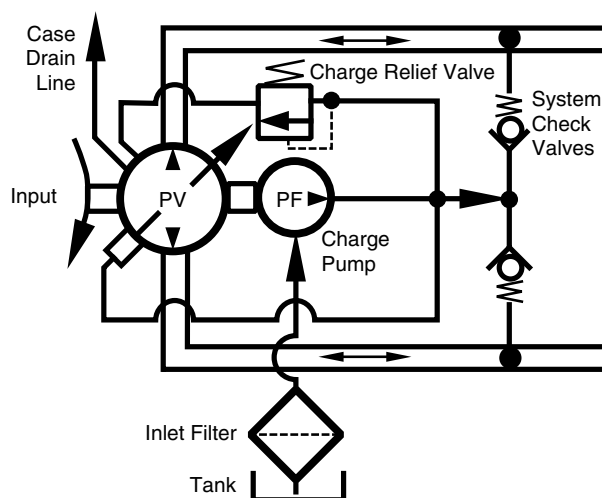 Case
Drain
Line
Charge Relief Valve
System
Check
Valves
Input
PV
PF
Charge
Pump
Inlet Filter
Tank